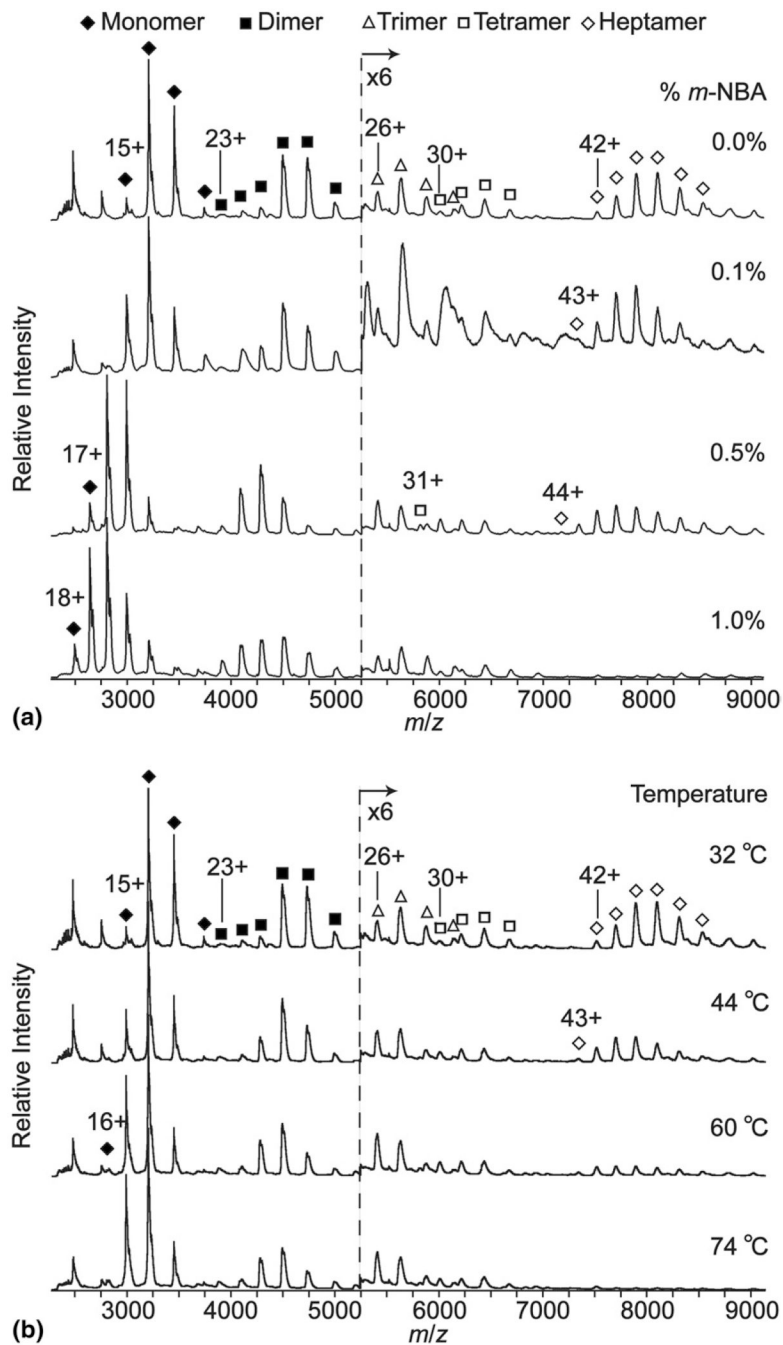 ◆ Monomer ■ Dimer △ Trimer □ Tetramer ◇ Heptamer
x6
% m-NBA
15+ 23+ 26+ 30+ 42+ 0.0%
0.1%
43+
17+ 31+ 44+ 0.5%
18+ 1.0%
Relative Intensity
3000 4000 5000 6000 7000 8000 9000
(a) m/z
x6
Temperature
15+ 23+ 26+ 30+ 42+ 32 °C
43+ 44 °C
16+ 60 °C
74 °C
Relative Intensity
3000 4000 5000 6000 7000 8000 9000
(b) m/z